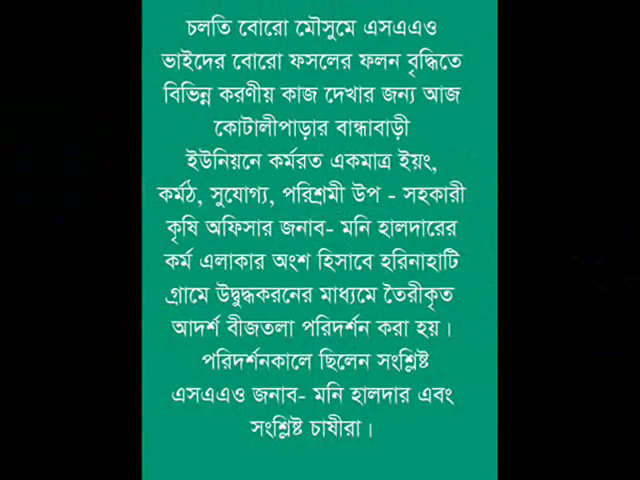 চলতি বোরো মৌসুমে এসএএও
ভাইদের বোরো ফসলের ফলন বৃদ্ধিতে
বিভিন্ন করণীয় কাজ দেখার জন্য আজ
কোটালীপাড়ার বান্ধাবাড়ী
ইউনিয়নে কর্মরত একমাত্র ইয়ং,
কর্মঠ, সুযোগ্য, পরিশ্রমী উপ - সহকারী
কৃষি অফিসার জনাব- মনি হালদারের
কর্ম এলাকার অংশ হিসাবে হরিনাহাটি
গ্রামে উদ্বুদ্ধকরনের মাধ্যমে তৈরীকৃত
আদর্শ বীজতলা পরিদর্শন করা হয়।
পরিদর্শনকালে ছিলেন সংশ্লিষ্ট
এসএএও জনাব- মনি হালদার এবং
সংশ্লিষ্ট চাষীরা।